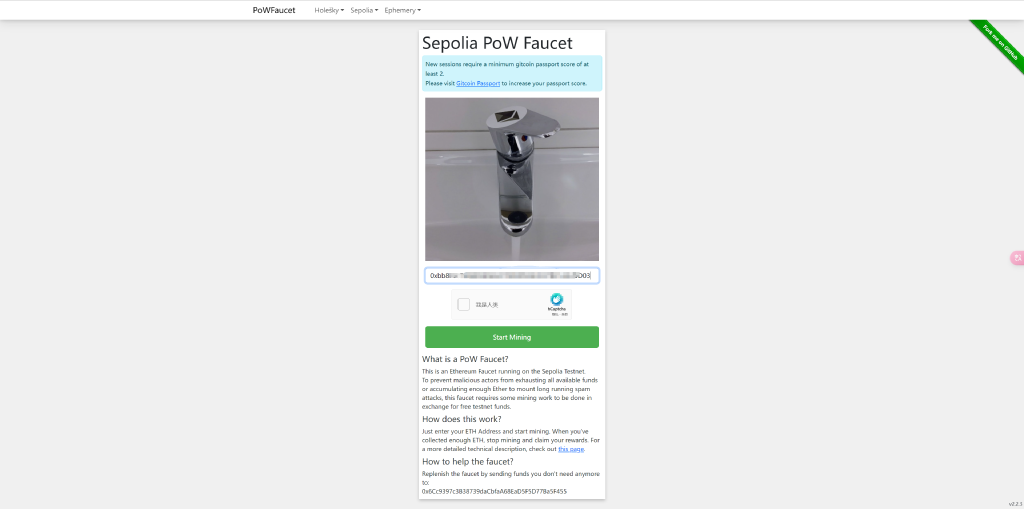 PoWFaucet
Holešky Sepolia Ephemery
Fork me on GitHub
Sepolia PoW Faucet
New sessions require a minimum gitcoin passport score of at
least 2.
Please visit Gitcoin Passport to increase your passport score.
0xbbB D03
我是人类
hCaptcha
Start Mining
What is a PoW Faucet?
This is an Ethereum Faucet running on the Sepolia Testnet.
To prevent malicious actors from exhausting all available funds
or accumulating enough Ether to mount long running spam
attacks, this faucet requires some mining work to be done in
exchange for free testnet funds.
How does this work?
Just enter your ETH Address and start mining. When you've
collected enough ETH, stop mining and claim your rewards. For
a more detailed technical description, check out this page.
How to help the faucet?
Replenish the faucet by sending funds you don't need anymore
to:
0x6Cc9397c3B38739daCbfaA68EaD5F5D77Ba5F455
v2.2.5